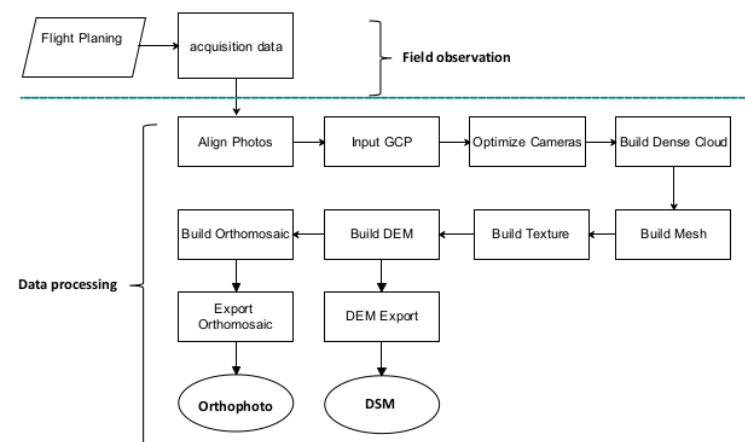 Flight Planing
acquisition data
Field observation
Align Photos
Input GCP
Optimize Cameras
Build Dense Cloud
Build Orthomosaic
Build DEM
Build Texture
Build Mesh
Data processing
Export
Orthomosaic
DEM Export
Orthophoto
DSM